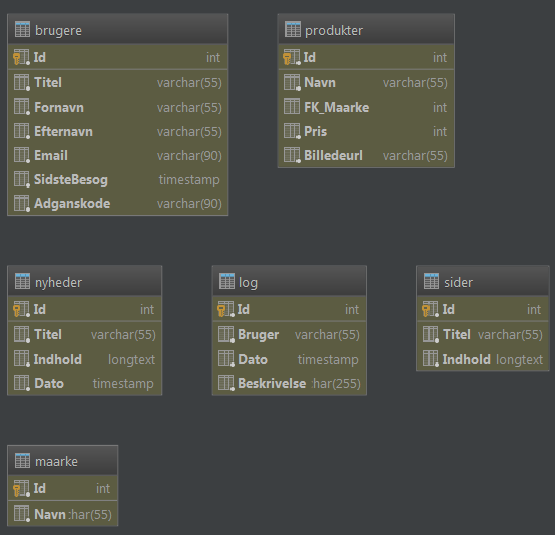 brugere
Id int
Titel varchar(55)
Fornavn varchar(55)
Efternavn varchar(55)
Email varchar(90)
SidsteBesog timestamp
Adganskode varchar(90)
produkter
Id int
Navn varchar(55)
FK_Maarke int
Pris int
Billedeurl varchar(55)
nyheder
Id int
Titel varchar(55)
Indhold longtext
Dato timestamp
log
Id int
Bruger varchar(55)
Dato timestamp
Beskrivelse :har(255)
sider
Id int
Titel varchar(55)
Indhold longtext
maarke
Id int
Navn :har(55)